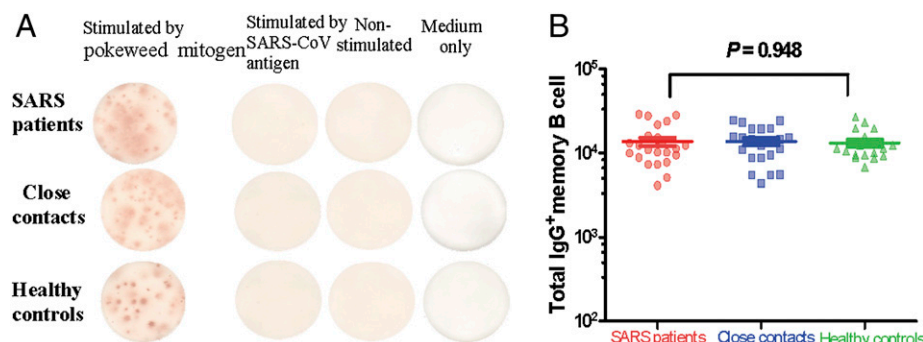 A
Stimulated by
pokeweed mitogen
Stimulated by
SARS-CoV
antigen
Non-
stimulated
Medium
only
SARS
patients
Close
contacts
Healthy
controls
B
P = 0.948
Total IgG⁺ memory B cell
10⁵
10⁴
10³
10²
SARS patients
Close contacts
Healthy controls